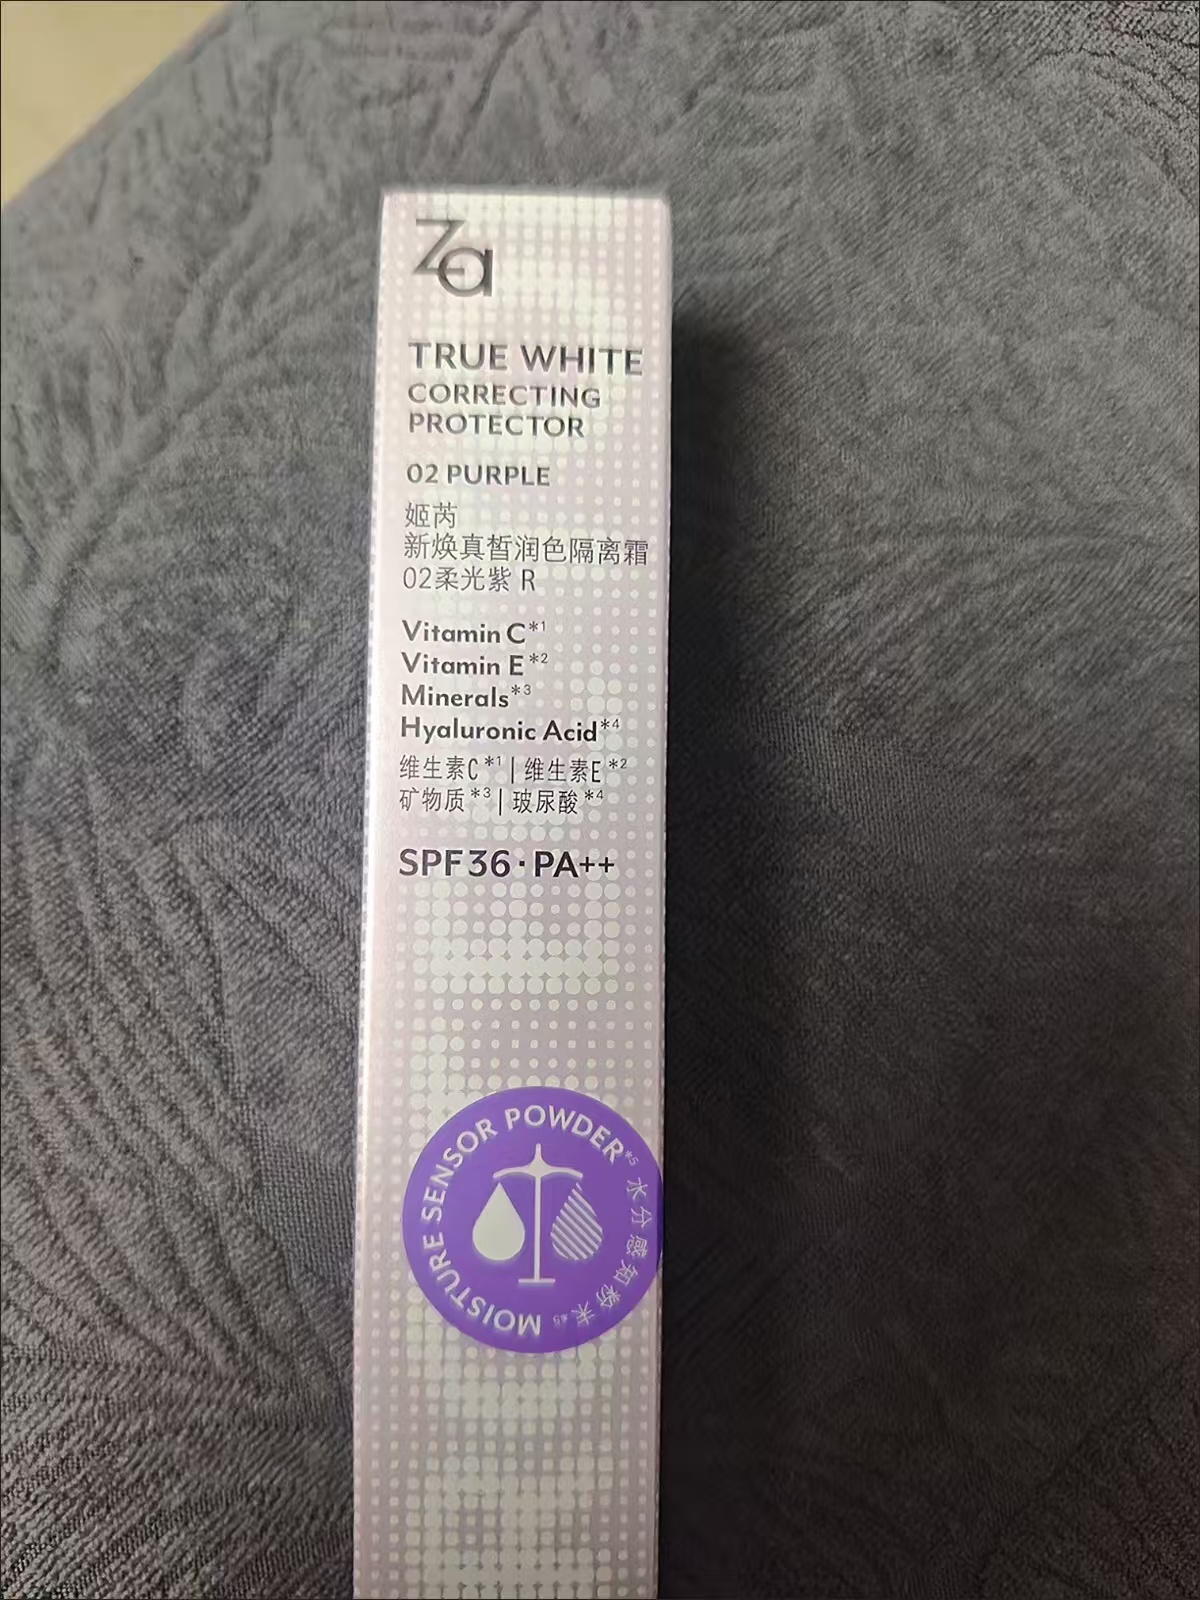 Za
TRUE WHITE
CORRECTING
PROTECTOR
02 PURPLE
姬芮
新焕真皙润色隔离霜
02柔光紫 R
Vitamin C*1
Vitamin E*2
Minerals*3
Hyaluronic Acid*4
维生素C*1 | 维生素E*2
矿物质*3 | 玻尿酸*4
SPF36·PA++
MOISTURE SENSOR POWDER*5
水分感知粉末*5